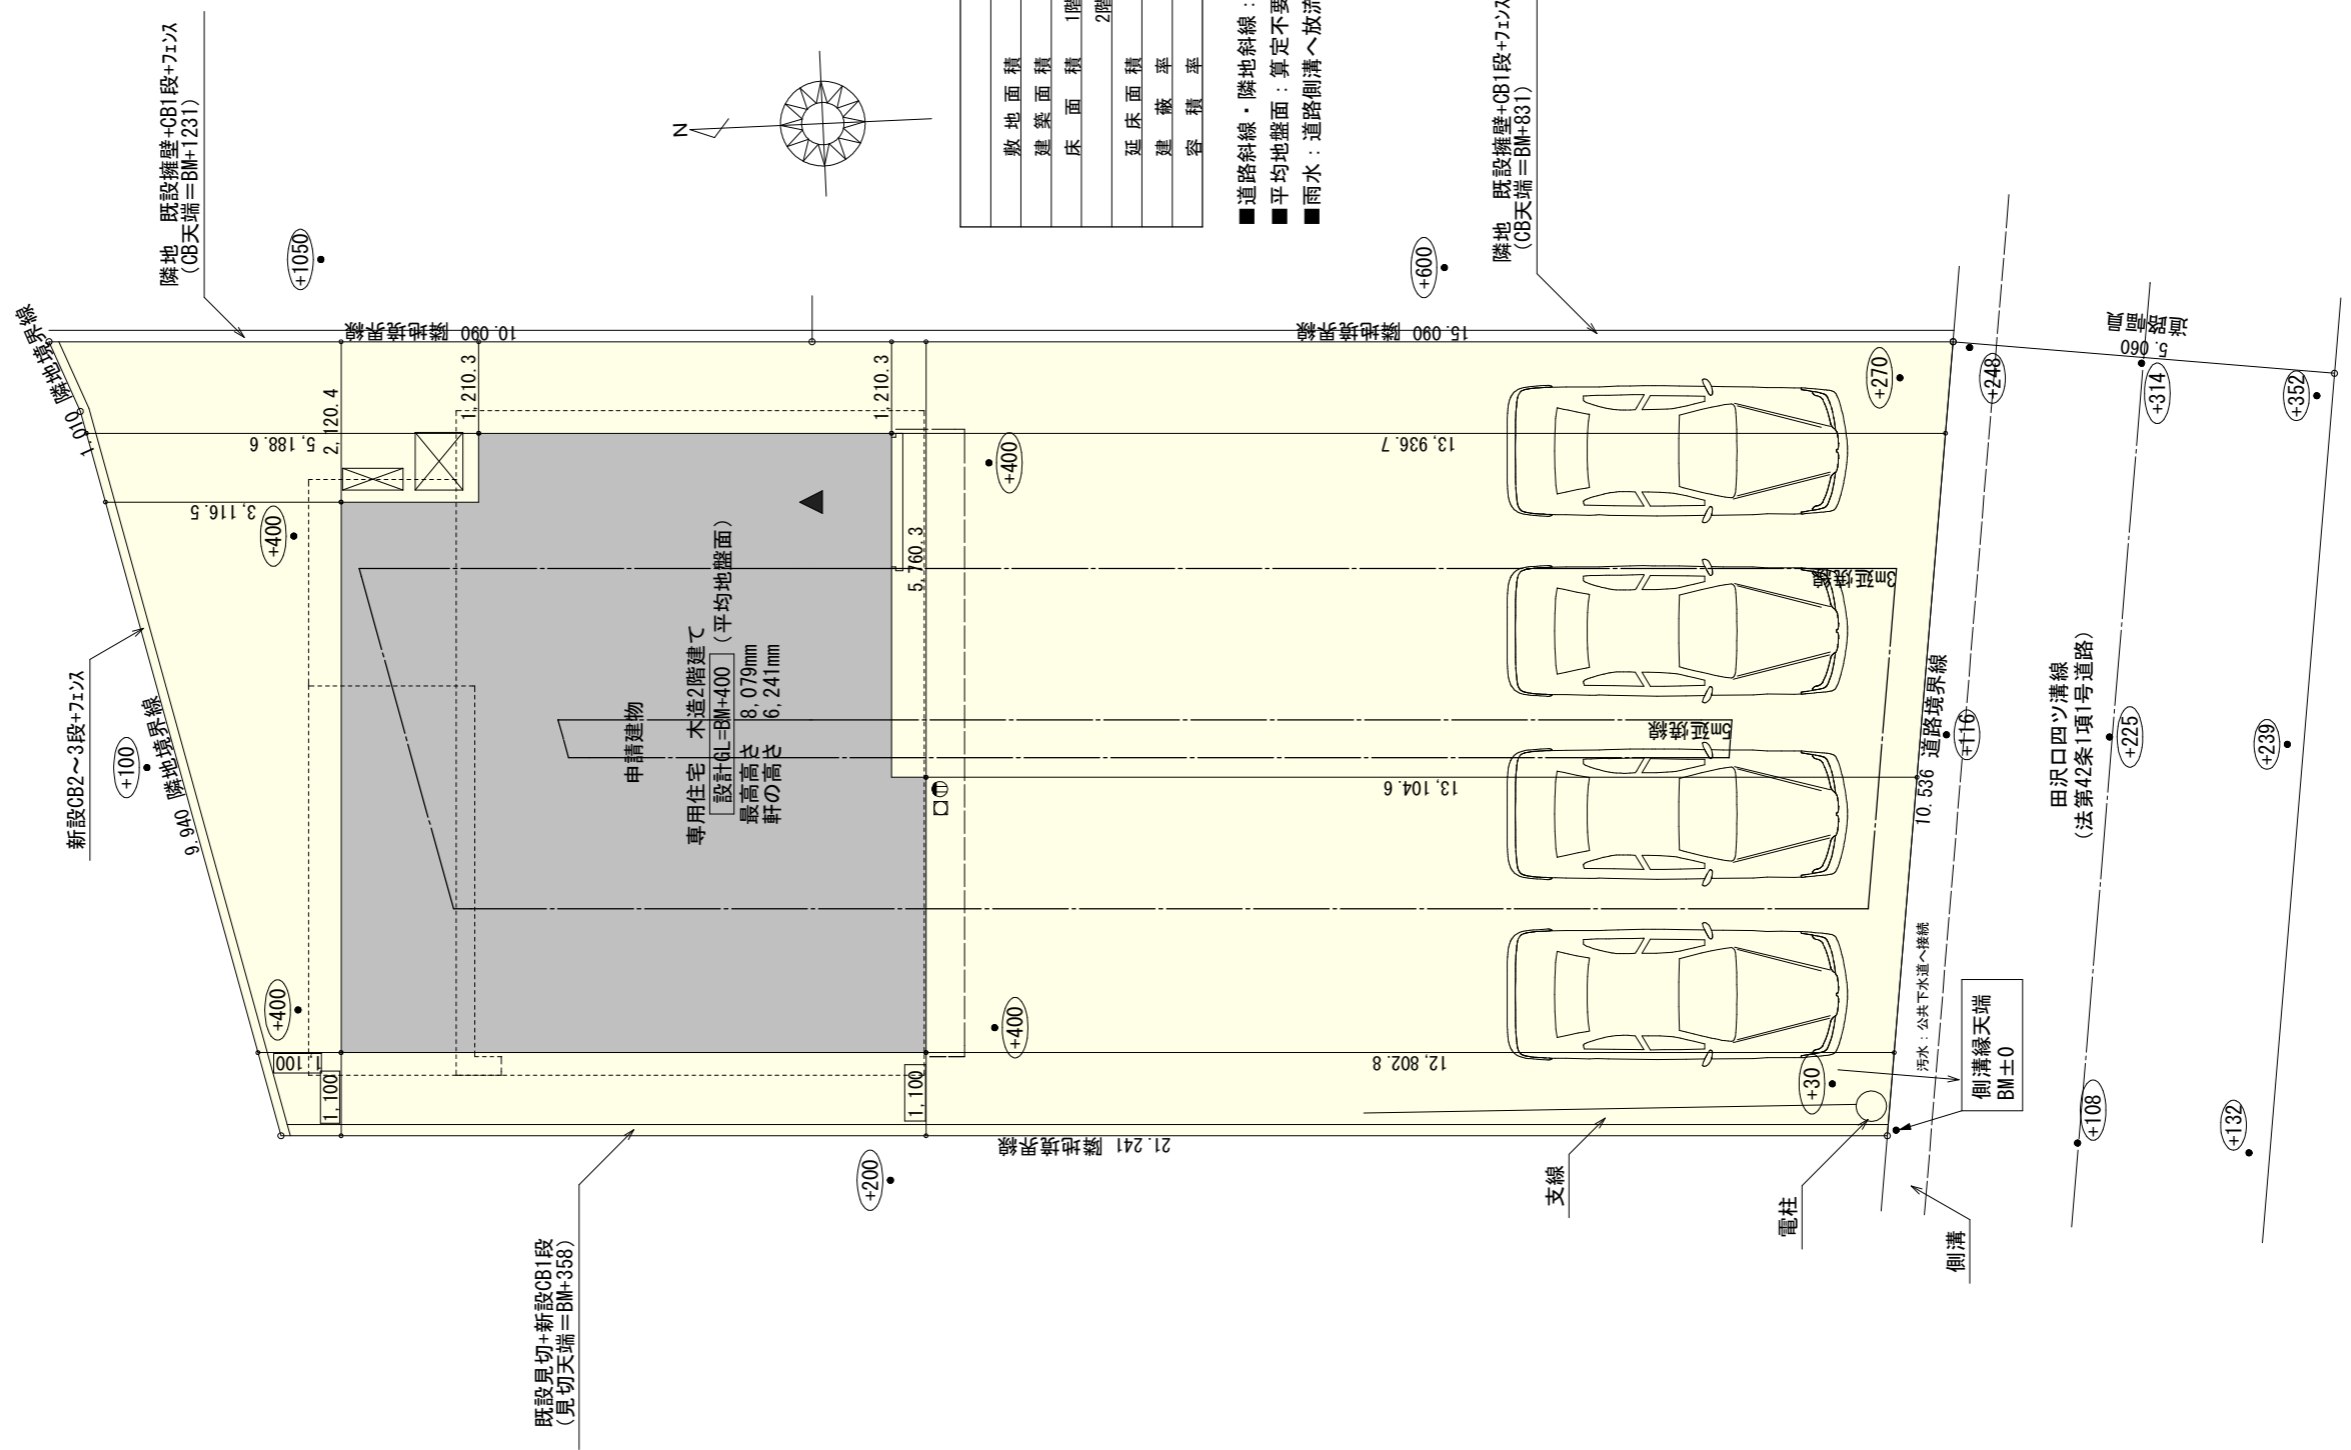 隣地 既設擁壁+CB1段+フェンス
(CB天端=BM+1231)
+1050
N
敷地面積
建築面積
床面積 1階
2階
延床面積
建蔽率
容積率
■道路斜線・隣地斜線:
■平均地盤面:算定不要
■雨水:道路側溝へ放流
隣地 既設擁壁+CB1段+フェンス
(CB天端=BM+831)
+600
1.010 隣地境界線
10.090 隣地境界線
15.090 隣地境界線
道路
幅員
5.060
新設CB2〜3段+フェンス
+100
9.940 隣地境界線
5,188.6
2,120.4
1,210.3
1,210.3
3,116.5
+400
+400
+400
+400
5,760.3
申請建物
専用住宅 木造2階建て
設計GL=BM+400(平均地盤面)
最高高さ 8,079mm
軒の高さ 6,241mm
13,936.7
13,104.6
12,802.8
3m延焼線
5m延焼線
+270
+248
+314
+352
10.536 道路境界線
+116
田沢口四ツ溝線
(法第42条1項1号道路)
+225
+239
汚水:公共下水道へ接続
側溝縁天端
BM±0
+30
+108
+132
1,100
1,100
1,100
21.241 隣地境界線
+200
既設見切+新設CB1段
(見切天端=BM+358)
支線
電柱
側溝